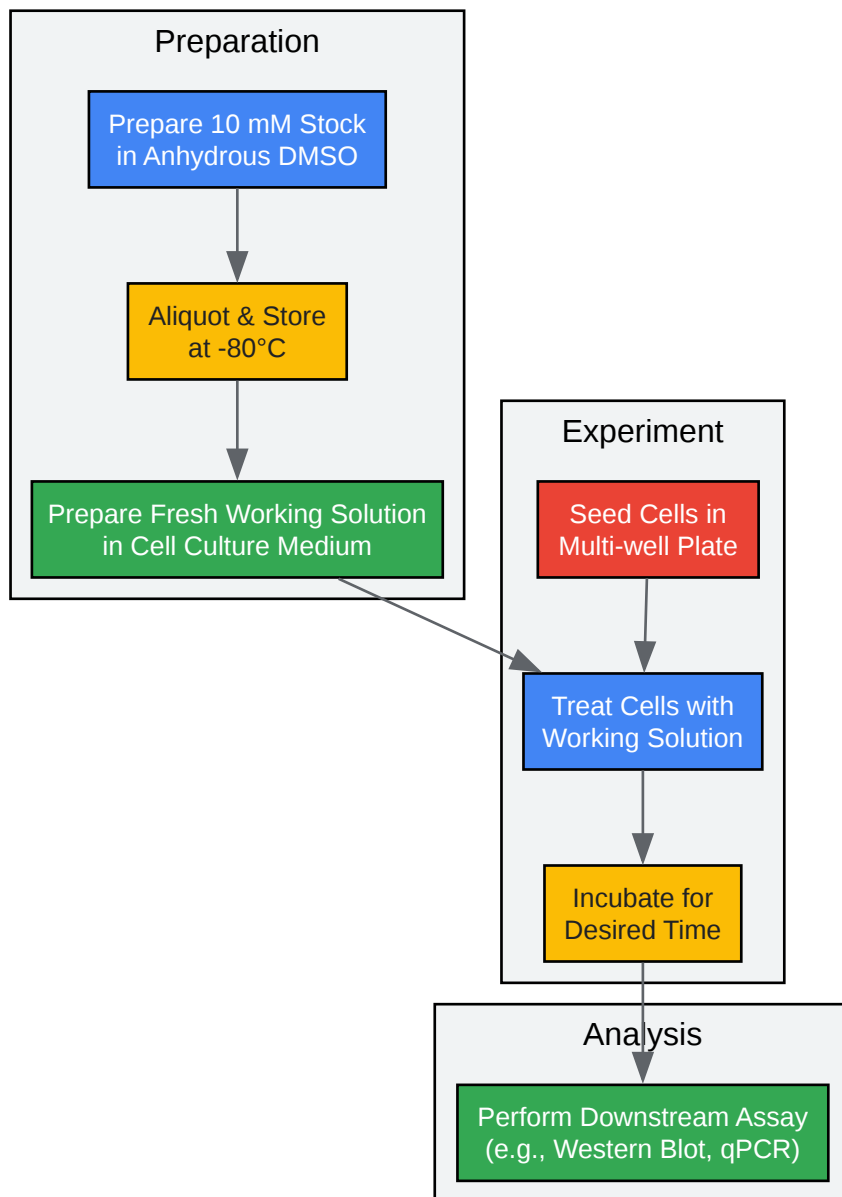 Preparation
Prepare 10 mM Stock
in Anhydrous DMSO
Aliquot & Store
at -80°C
Prepare Fresh Working Solution
in Cell Culture Medium
Experiment
Seed Cells in
Multi-well Plate
Treat Cells with
Working Solution
Incubate for
Desired Time
Analysis
Perform Downstream Assay
(e.g., Western Blot, qPCR)